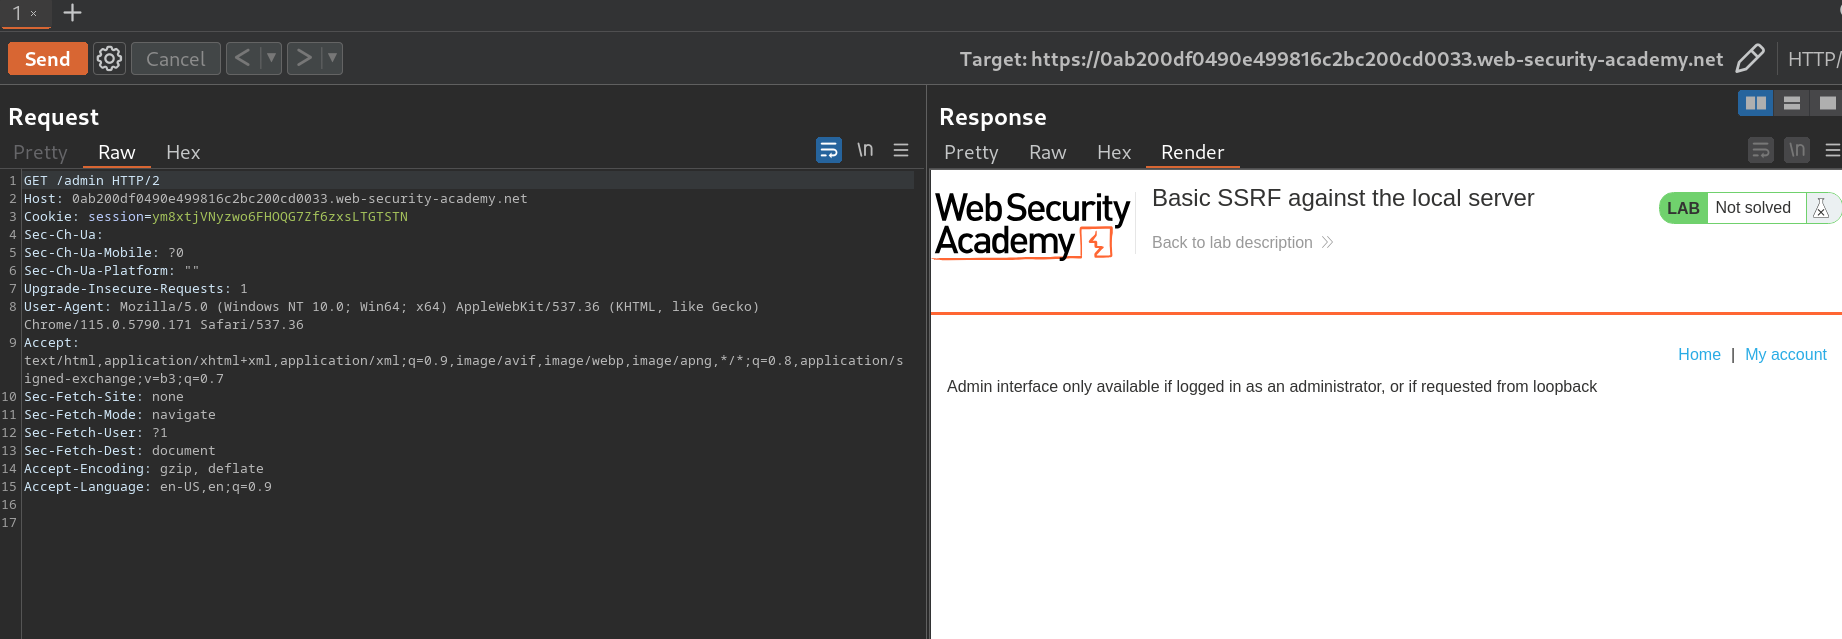 1 ×
Send
Cancel
Target: https://0ab200df0490e499816c2bc200cd0033.web-security-academy.net
HTTP/
Request
Pretty Raw Hex
\n
1 GET /admin HTTP/2
2 Host: 0ab200df0490e499816c2bc200cd0033.web-security-academy.net
3 Cookie: session=ym8xtjVNyzwo6FHOQG7Zf6zxsLTGTSTN
4 Sec-Ch-Ua:
5 Sec-Ch-Ua-Mobile: ?0
6 Sec-Ch-Ua-Platform: ""
7 Upgrade-Insecure-Requests: 1
8 User-Agent: Mozilla/5.0 (Windows NT 10.0; Win64; x64) AppleWebKit/537.36 (KHTML, like Gecko)
Chrome/115.0.5790.171 Safari/537.36
9 Accept:
text/html,application/xhtml+xml,application/xml;q=0.9,image/avif,image/webp,image/apng,*/*;q=0.8,application/s
igned-exchange;v=b3;q=0.7
10 Sec-Fetch-Site: none
11 Sec-Fetch-Mode: navigate
12 Sec-Fetch-User: ?1
13 Sec-Fetch-Dest: document
14 Accept-Encoding: gzip, deflate
15 Accept-Language: en-US,en;q=0.9
16
17
Response
Pretty Raw Hex Render
\n
Web Security
Academy
Basic SSRF against the local server
Back to lab description
LAB Not solved
Home | My account
Admin interface only available if logged in as an administrator, or if requested from loopback